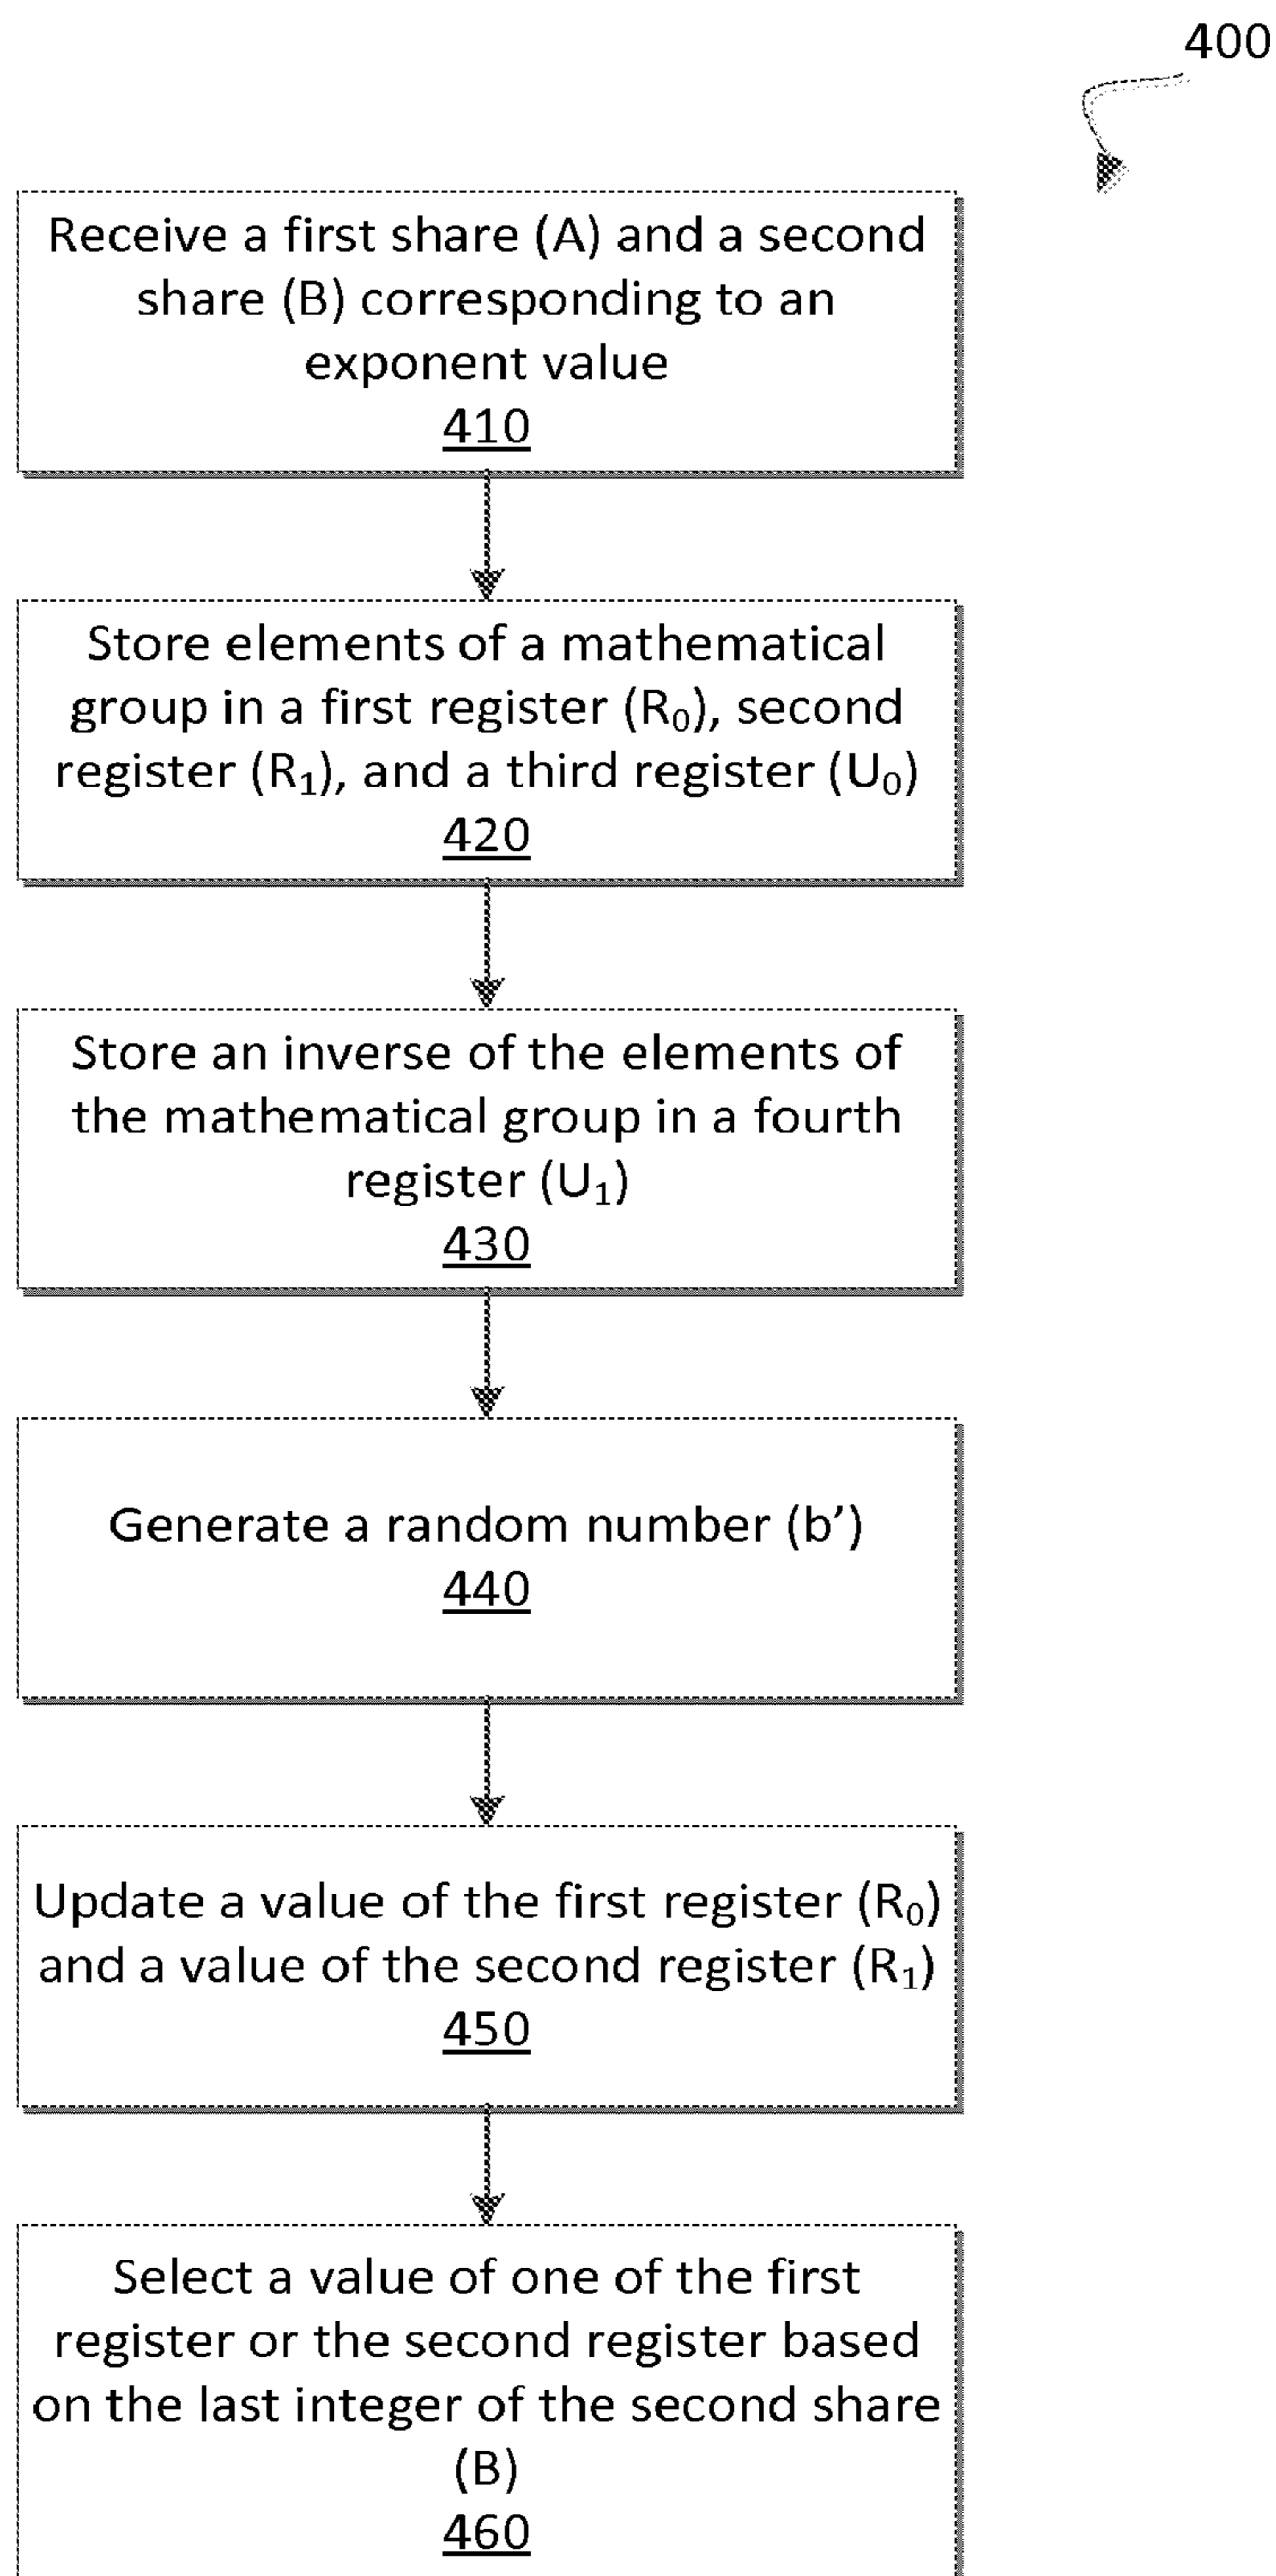 400
Receive a first share (A) and a second
share (B) corresponding to an
exponent value
410
Store elements of a mathematical
group in a first register (R₀), second
register (R₁), and a third register (U₀)
420
Store an inverse of the elements of
the mathematical group in a fourth
register (U₁)
430
Generate a random number (b’)
440
Update a value of the first register (R₀)
and a value of the second register (R₁)
450
Select a value of one of the first
register or the second register based
on the last integer of the second share
(B)
460